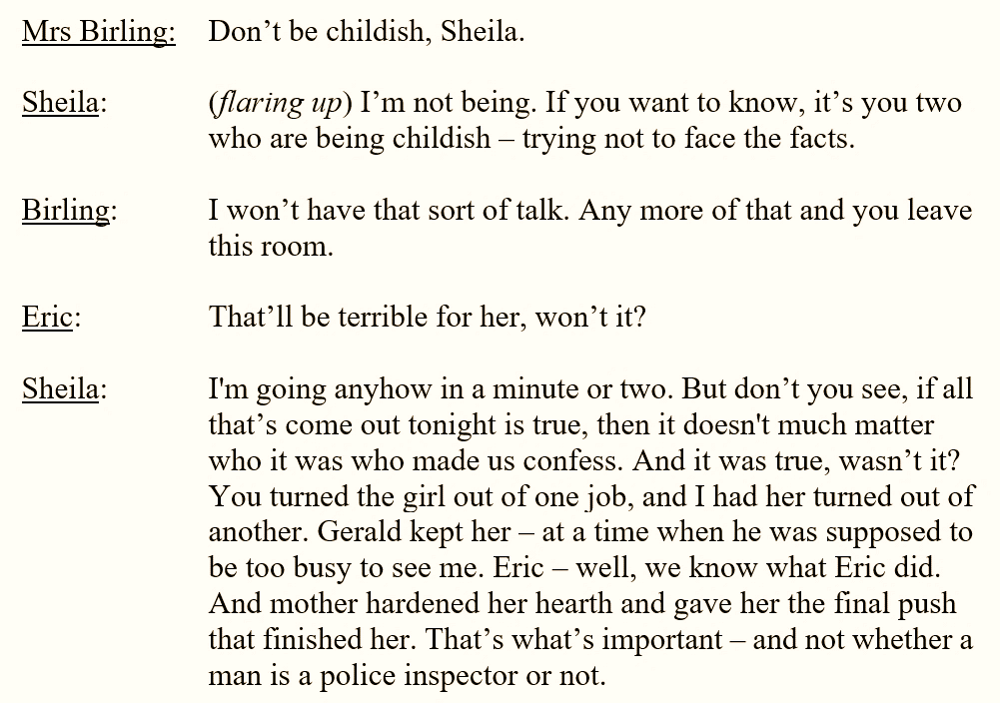 Mrs Birling: Don’t be childish, Sheila.
Sheila: (flaring up) I’m not being. If you want to know, it’s you two
who are being childish – trying not to face the facts.
Birling: I won’t have that sort of talk. Any more of that and you leave
this room.
Eric: That’ll be terrible for her, won’t it?
Sheila: I'm going anyhow in a minute or two. But don’t you see, if all
that’s come out tonight is true, then it doesn't much matter
who it was who made us confess. And it was true, wasn’t it?
You turned the girl out of one job, and I had her turned out of
another. Gerald kept her – at a time when he was supposed to
be too busy to see me. Eric – well, we know what Eric did.
And mother hardened her hearth and gave her the final push
that finished her. That’s what’s important – and not whether a
man is a police inspector or not.